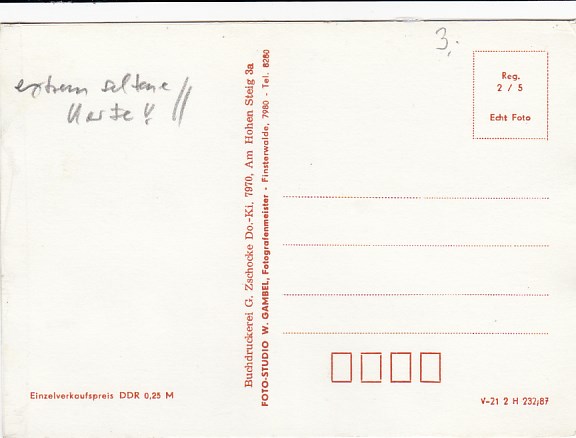 3,-
extrem seltene
Karte !!
Reg.
2 / 5
Echt Foto
Buchdruckerei G. Zschocke Do.-Ki. 7970, Am Hohen Steig 3a
FOTO-STUDIO W. GAMBEL, Fotografenmeister - Finsterwalde, 7980 - Tel. 8280
Einzelverkaufspreis DDR 0,25 M
V-21 2 H 232/87